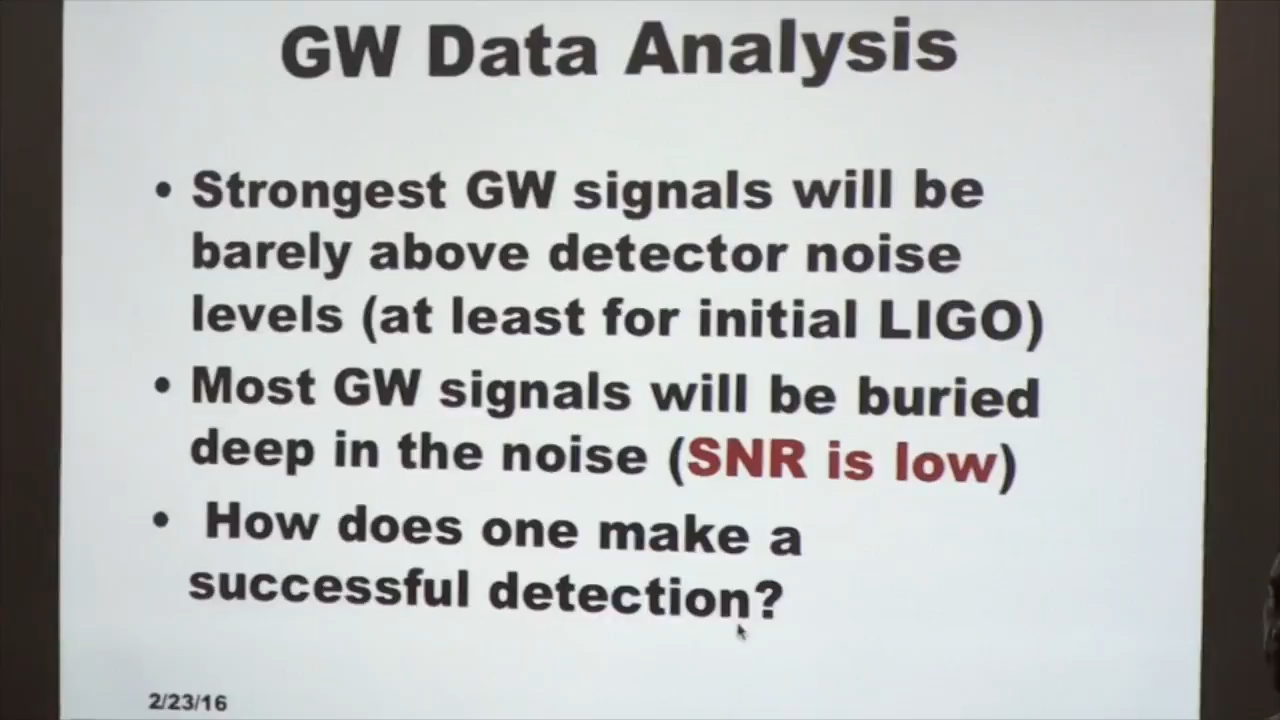 GW Data Analysis
• Strongest GW signals will be
barely above detector noise
levels (at least for initial LIGO)
• Most GW signals will be buried
deep in the noise (SNR is low)
• How does one make a
successful detection?
2/23/16